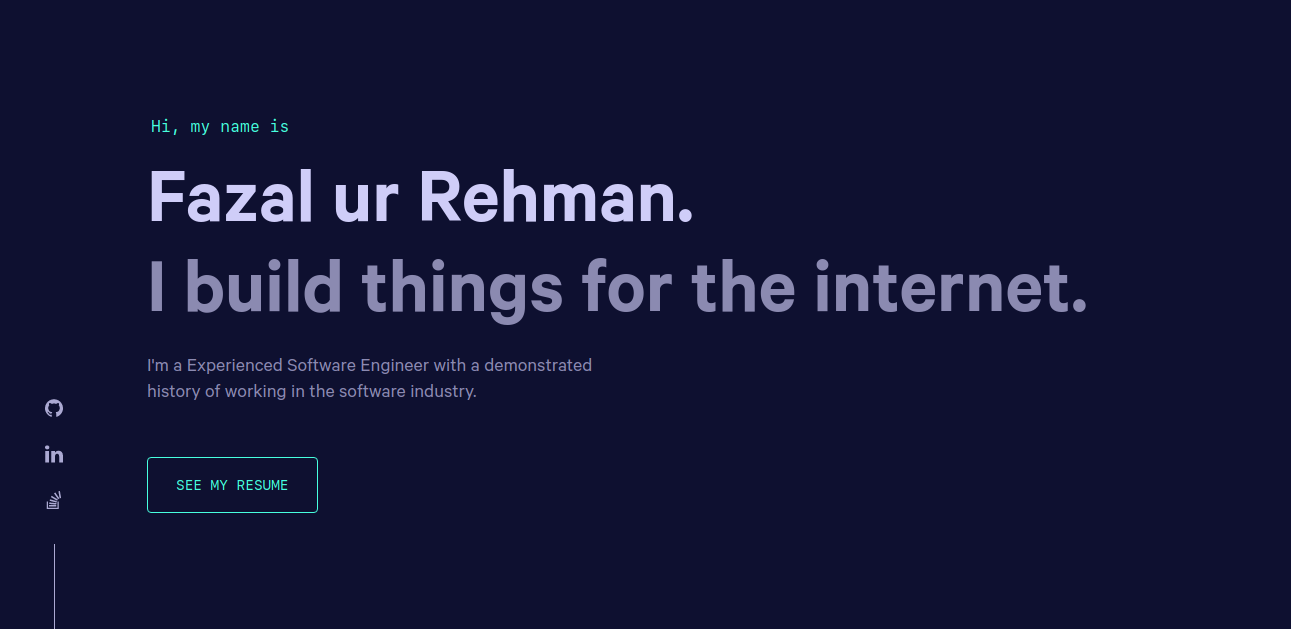 Hi, my name is
Fazal ur Rehman.
I build things for the internet.
I'm a Experienced Software Engineer with a demonstrated
history of working in the software industry.
SEE MY RESUME